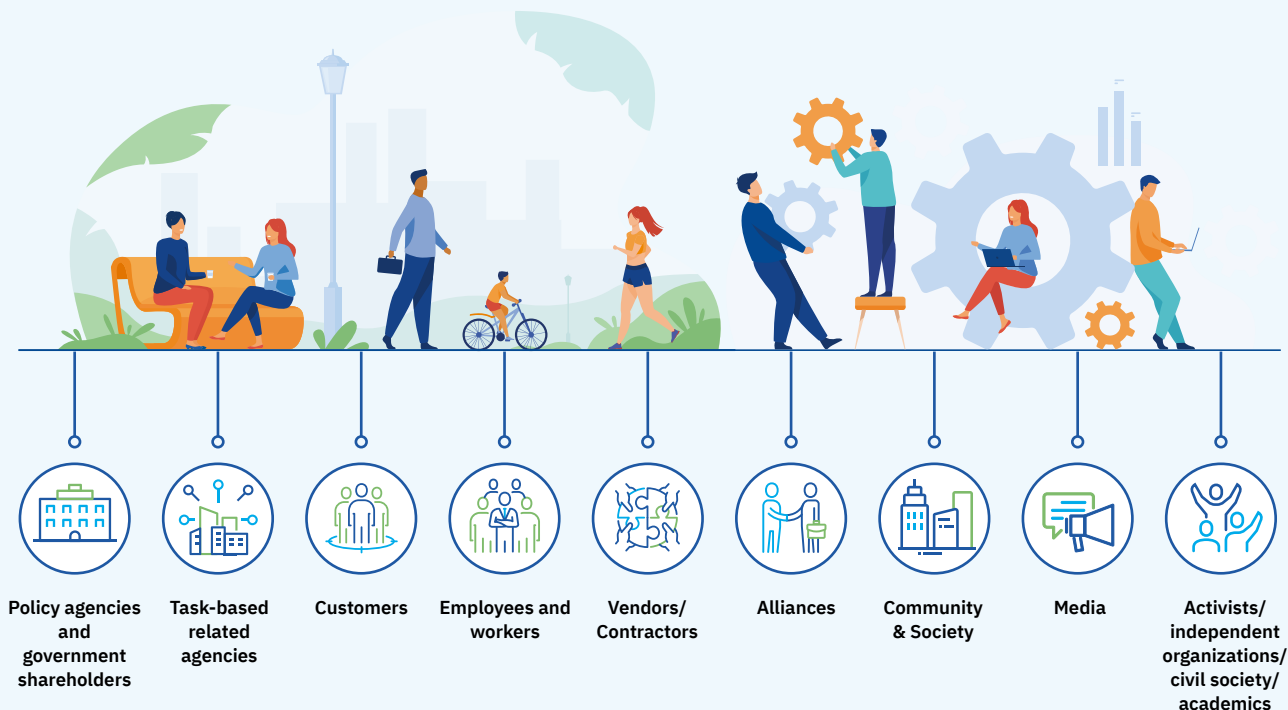 Policy agencies
and
government
shareholders
Task-based
related
agencies
Customers
Employees and
workers
Vendors/
Contractors
Alliances
Community
& Society
Media
Activists/
independent
organizations/
civil society/
academics